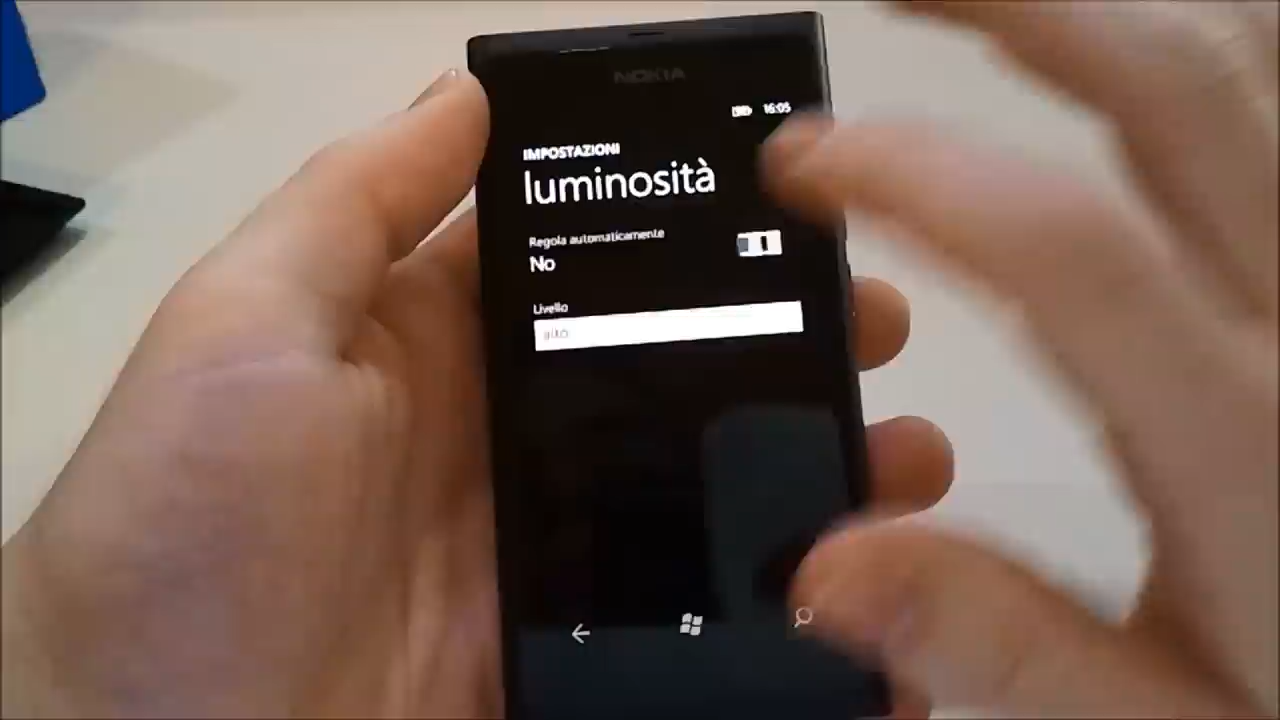 NOKIA
16:05
IMPOSTAZIONI
luminosità
Regola automaticamente
No
Livello
alto